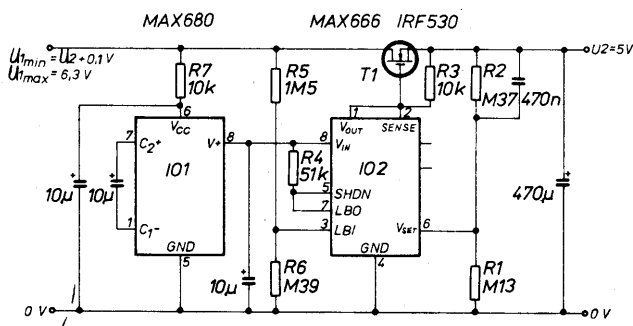 MAX680
MAX666 IRF530
U1min = U2 + 0,1V
U1max = 6,3 V
U2=5V
R7
10k
R5
1M5
T1
R3
10k
R2
M37
470n
6
VCC
7
C2+
IO1
V+
8
C1-
1
GND
5
10µ
10µ
10µ
1
VOUT
2
SENSE
8
VIN
IO2
R4
51k
5
SHDN
7
LBO
3
LBI
VSET
6
GND
4
R6
M39
R1
M13
470µ
0 V
0 V